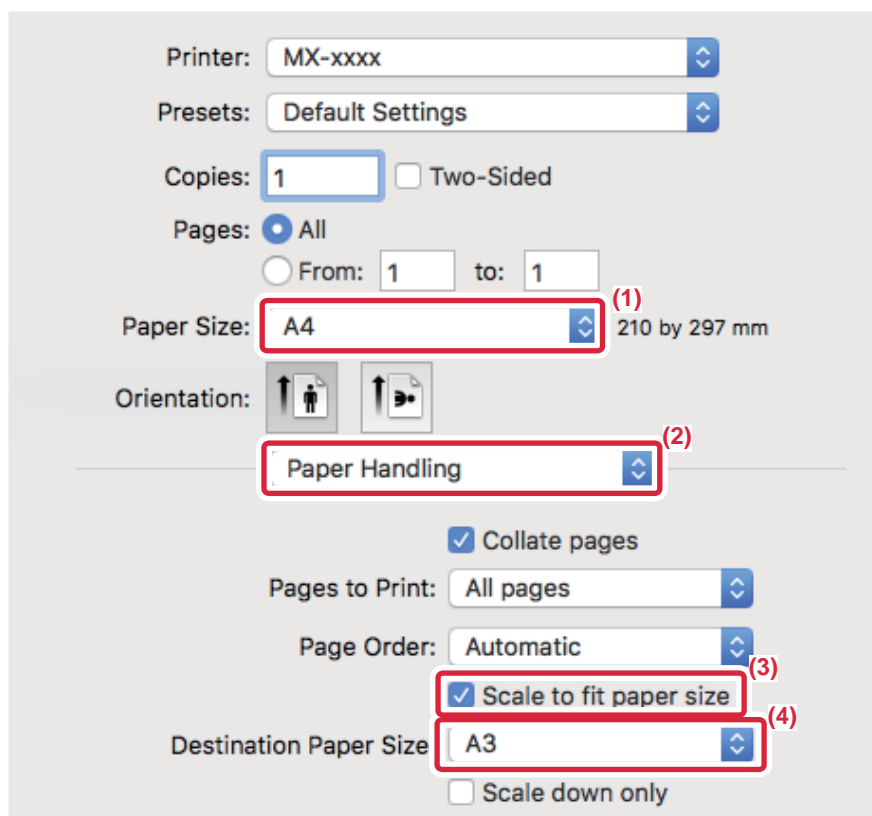 Printer: MX-xxxx
Presets: Default Settings
Copies: 1 Two-Sided
Pages: All
From: 1 to: 1
(1)
Paper Size: A4 210 by 297 mm
Orientation:
(2)
Paper Handling
Collate pages
Pages to Print: All pages
Page Order: Automatic
(3)
Scale to fit paper size
(4)
Destination Paper Size A3
Scale down only